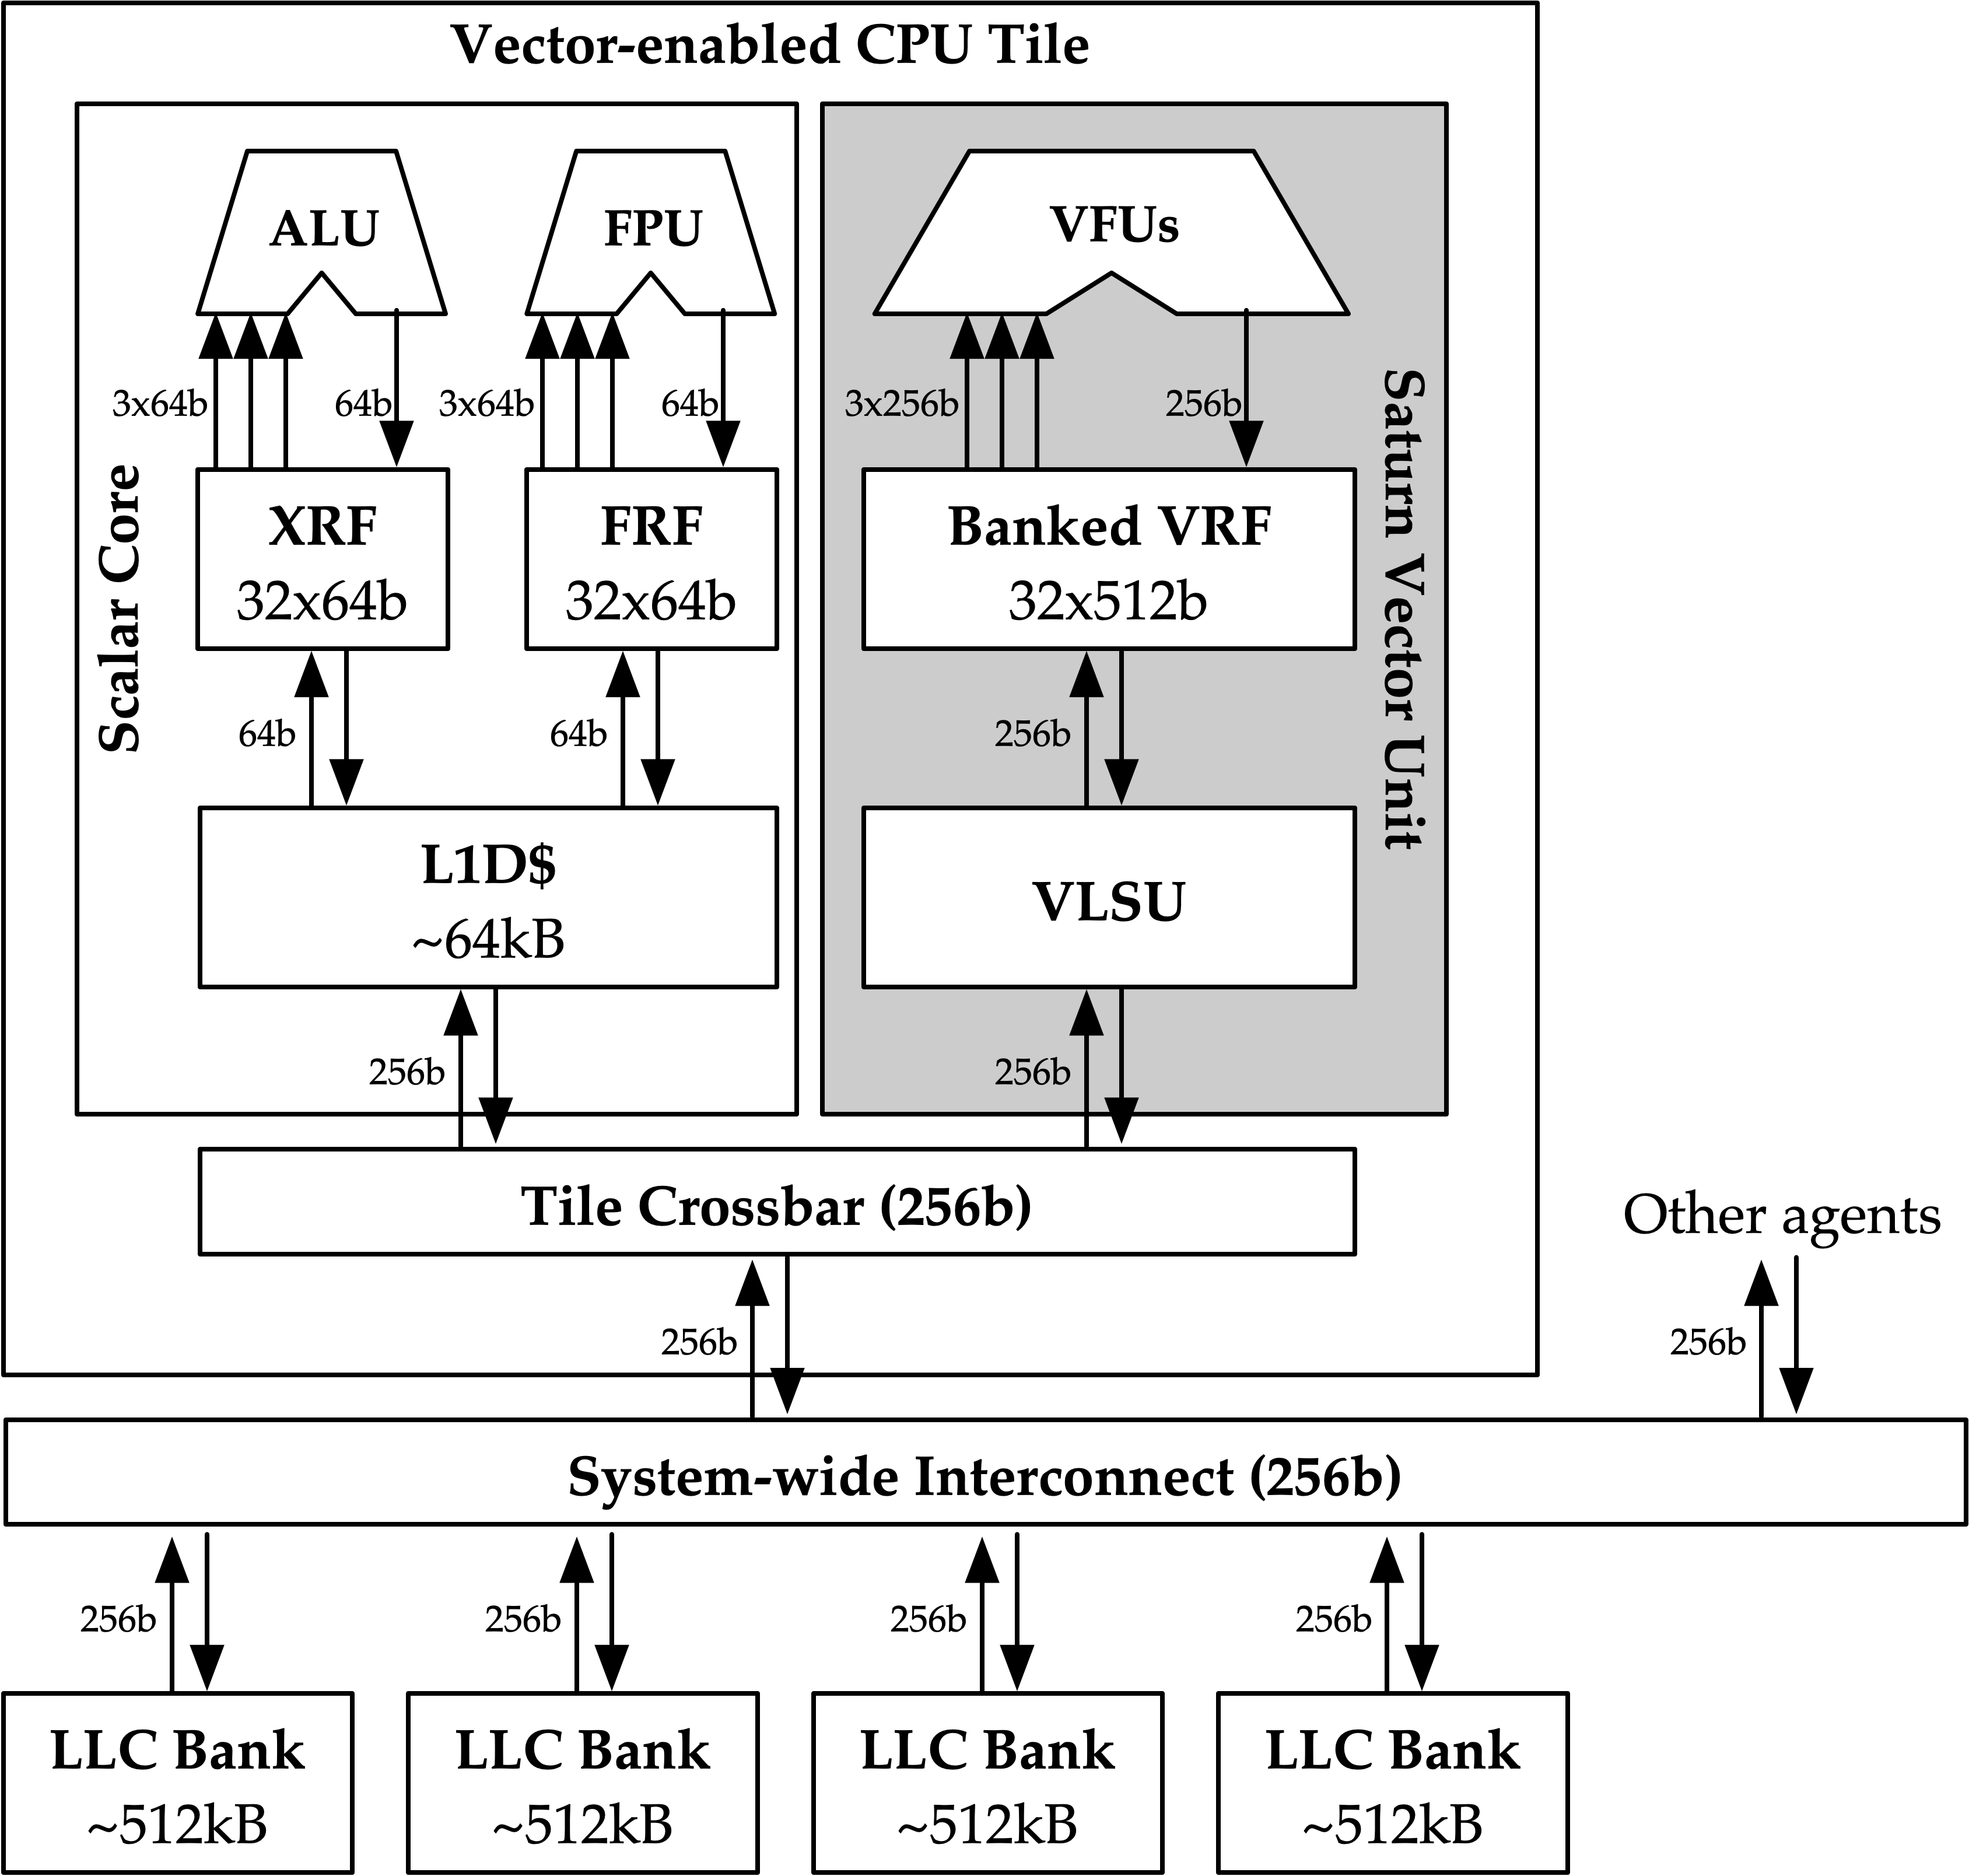 Vector-enabled CPU Tile
ALU
FPU
VFUs
3x64b
64b
3x64b
64b
3x256b
256b
Scalar Core
Saturn Vector Unit
XRF
32x64b
FRF
32x64b
Banked VRF
32x512b
64b
64b
256b
L1D$
~64kB
VLSU
256b
256b
Tile Crossbar (256b)
Other agents
256b
256b
System-wide Interconnect (256b)
256b
256b
256b
256b
LLC Bank
~512kB
LLC Bank
~512kB
LLC Bank
~512kB
LLC Bank
~512kB